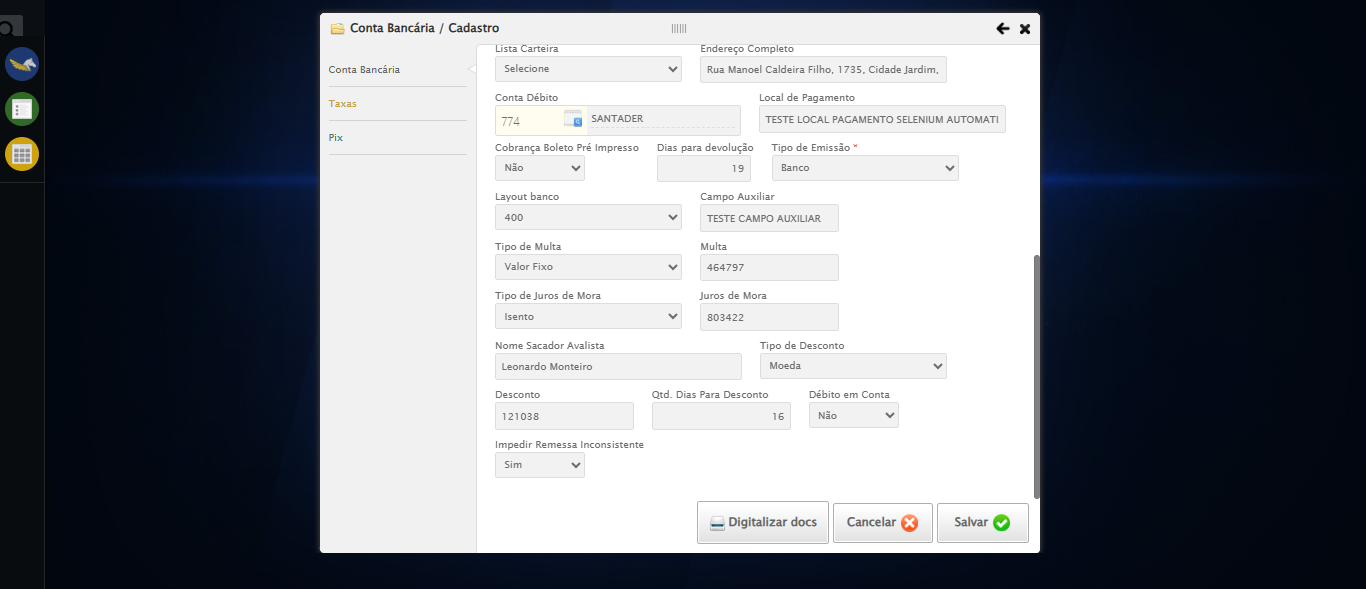 Conta Bancária / Cadastro
Conta Bancária
Taxas
Pix
Lista Carteira Endereço Completo
Selecione Rua Manoel Caldeira Filho, 1735, Cidade Jardim,
Conta Débito Local de Pagamento
774 SANTADER TESTE LOCAL PAGAMENTO SELENIUM AUTOMATI
Cobrança Boleto Pré Impresso Dias para devolução Tipo de Emissão *
Não 19 Banco
Layout banco Campo Auxiliar
400 TESTE CAMPO AUXILIAR
Tipo de Multa Multa
Valor Fixo 464797
Tipo de Juros de Mora Juros de Mora
Isento 803422
Nome Sacador Avalista Tipo de Desconto
Leonardo Monteiro Moeda
Desconto Qtd. Dias Para Desconto Débito em Conta
121038 16 Não
Impedir Remessa Inconsistente
Sim
Digitalizar docs Cancelar Salvar